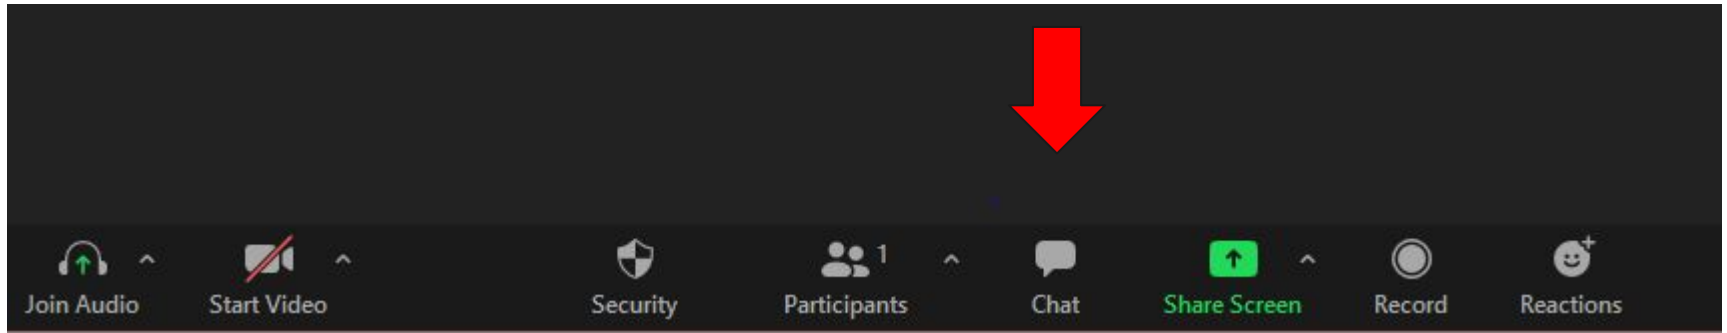 1
Join Audio
Start Video
Security
Participants
Chat
Share Screen
Record
Reactions